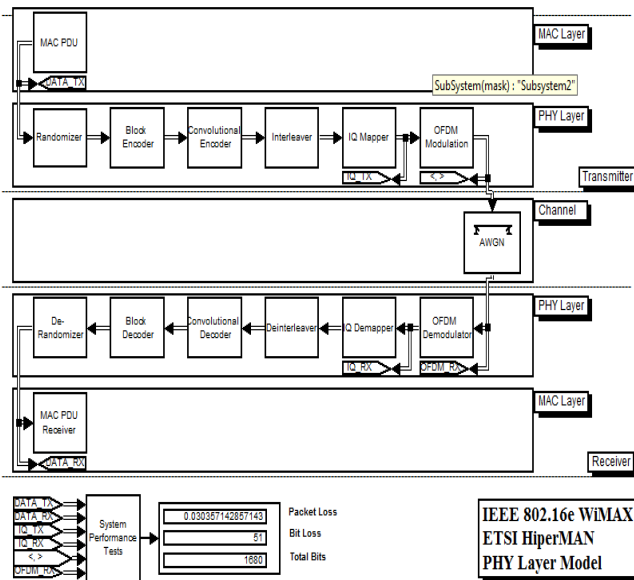 MAC PDU
MAC Layer
DATA_TX
SubSystem(mask) : "Subsystem2"
Randomizer
Block
Encoder
Convolutional
Encoder
Interleaver
IQ Mapper
OFDM
Modulation
PHY Layer
IQ_TX
<, >
Transmitter
Channel
AWGN
De-
Randomizer
Block
Decoder
Convolutional
Decoder
Deinterleaver
IQ Demapper
OFDM
Demodulator
PHY Layer
IQ_RX
OFDM_RX
MAC PDU
Receiver
MAC Layer
DATA_RX
Receiver
DATA_TX
DATA_RX
IQ_TX
IQ_RX
<, >
OFDM_RX
System
Performance
Tests
0.030357142857143
Packet Loss
51
Bit Loss
1680
Total Bits
IEEE 802.16e WiMAX
ETSI HiperMAN
PHY Layer Model